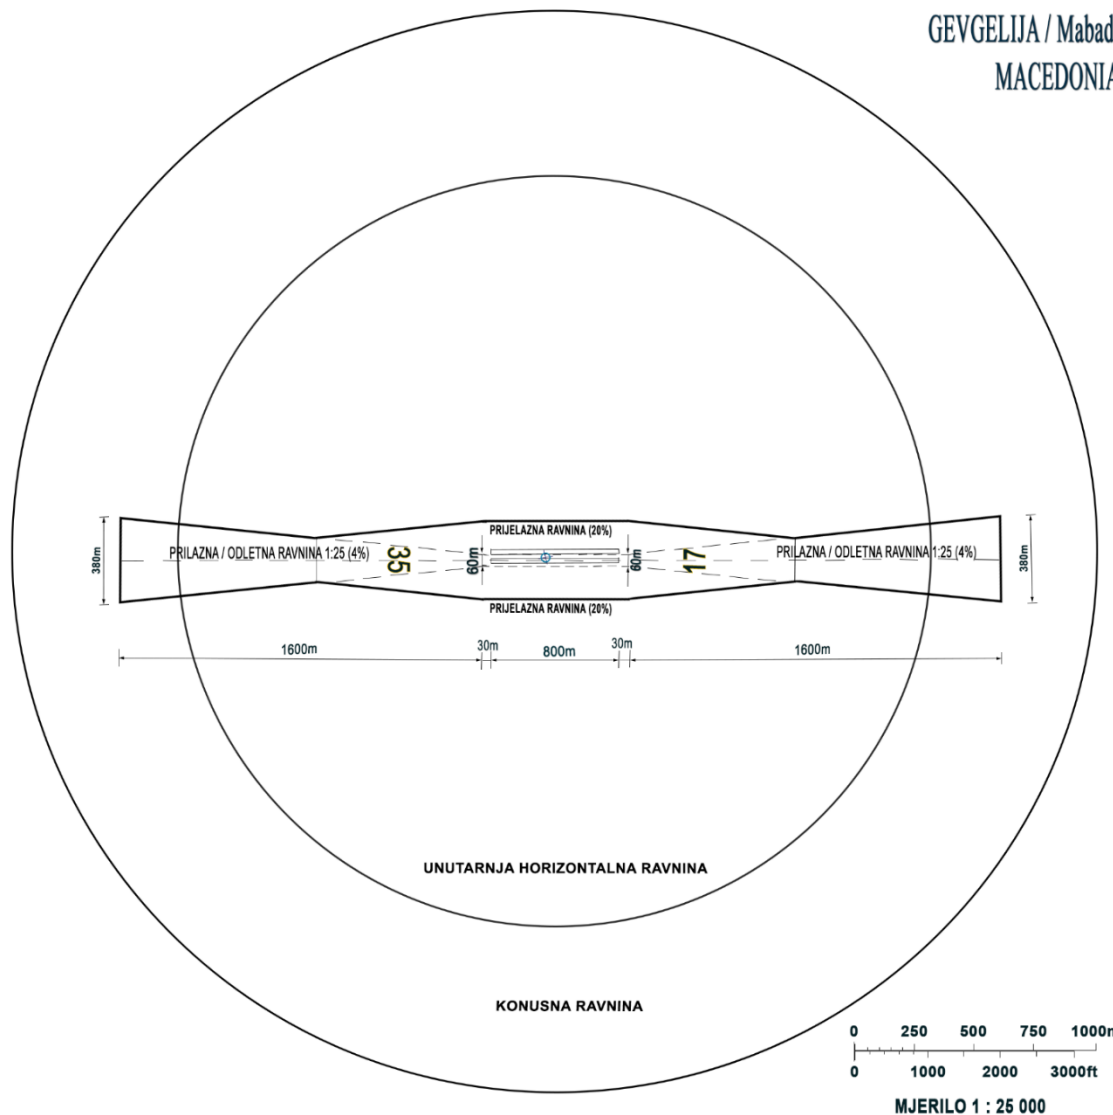 GEVGELIJA / Mabad
MACEDONIA
PRIJELAZNA RAVNINA (20%)
380m
PRILAZNA / ODLETNA RAVNINA 1:25 (4%)
35
60m
60m
17
PRILAZNA / ODLETNA RAVNINA 1:25 (4%)
380m
PRIJELAZNA RAVNINA (20%)
1600m
30m
800m
30m
1600m
UNUTARNJA HORIZONTALNA RAVNINA
KONUSNA RAVNINA
0 250 500 750 1000m
0 1000 2000 3000ft
MJERILO 1 : 25 000